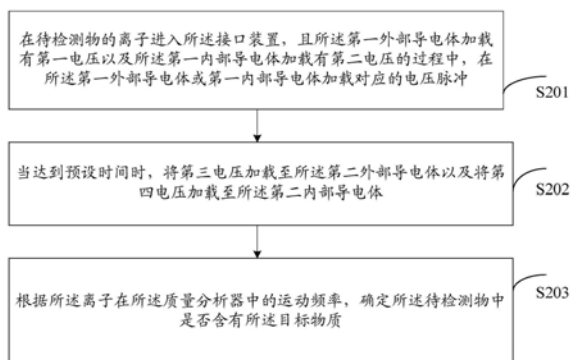 在待检测物的离子进入所述接口装置，且所述第一外部导电体加载
有第一电压以及所述第一内部导电体加载有第二电压的过程中，在
所述第一外部导电体或第一内部导电体加载对应的电压脉冲
S201
当达到预设时间时，将第三电压加载至所述第二外部导电体以及将第
四电压加载至所述第二内部导电体
S202
根据所述离子在所述质量分析器中的运动频率，确定所述待检测物中
是否含有所述目标物质
S203